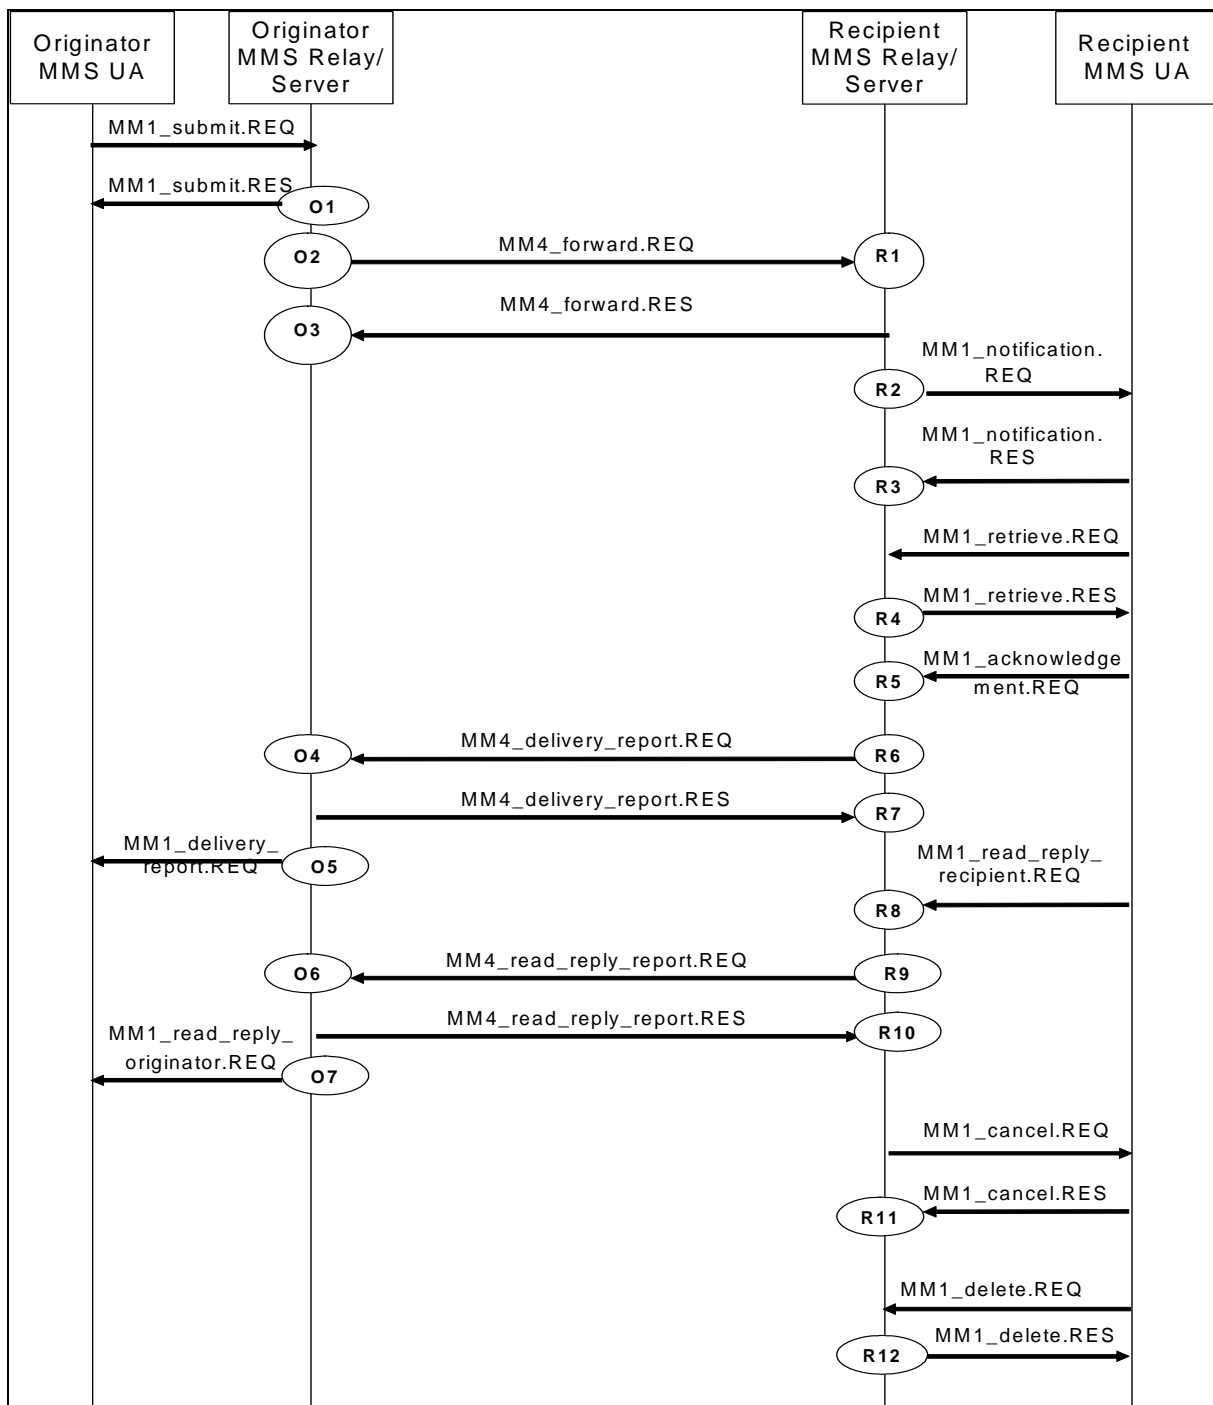 Originator
MMS UA
Originator
MMS Relay/
Server
Recipient
MMS Relay/
Server
Recipient
MMS UA
MM1_submit.REQ
MM1_submit.RES
O1
O2
MM4_forward.REQ
R1
O3
MM4_forward.RES
MM1_notification.
REQ
R2
MM1_notification.
RES
R3
MM1_retrieve.REQ
MM1_retrieve.RES
R4
MM1_acknowledge
ment.REQ
R5
O4
MM4_delivery_report.REQ
R6
MM4_delivery_report.RES
R7
MM1_delivery_
report.REQ
O5
MM1_read_reply_
recipient.REQ
R8
O6
MM4_read_reply_report.REQ
R9
MM4_read_reply_report.RES
R10
MM1_read_reply_
originator.REQ
O7
MM1_cancel.REQ
MM1_cancel.RES
R11
MM1_delete.REQ
MM1_delete.RES
R12